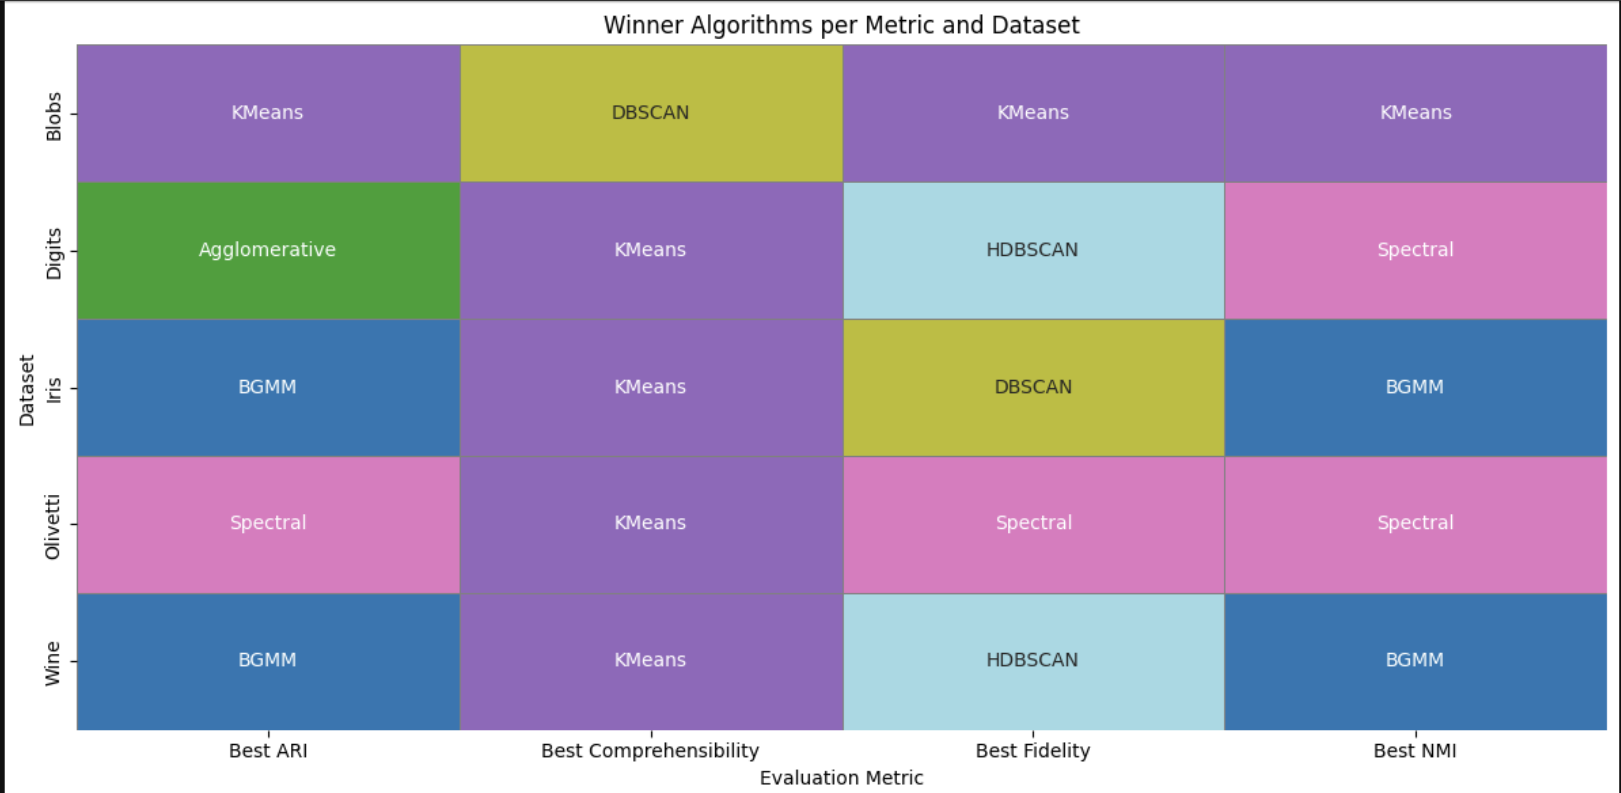 Winner Algorithms per Metric and Dataset
Dataset
Blobs
KMeans DBSCAN KMeans KMeans
Digits
Agglomerative KMeans HDBSCAN Spectral
Iris
BGMM KMeans DBSCAN BGMM
Olivetti
Spectral KMeans Spectral Spectral
Wine
BGMM KMeans HDBSCAN BGMM
Best ARI Best Comprehensibility Best Fidelity Best NMI
Evaluation Metric